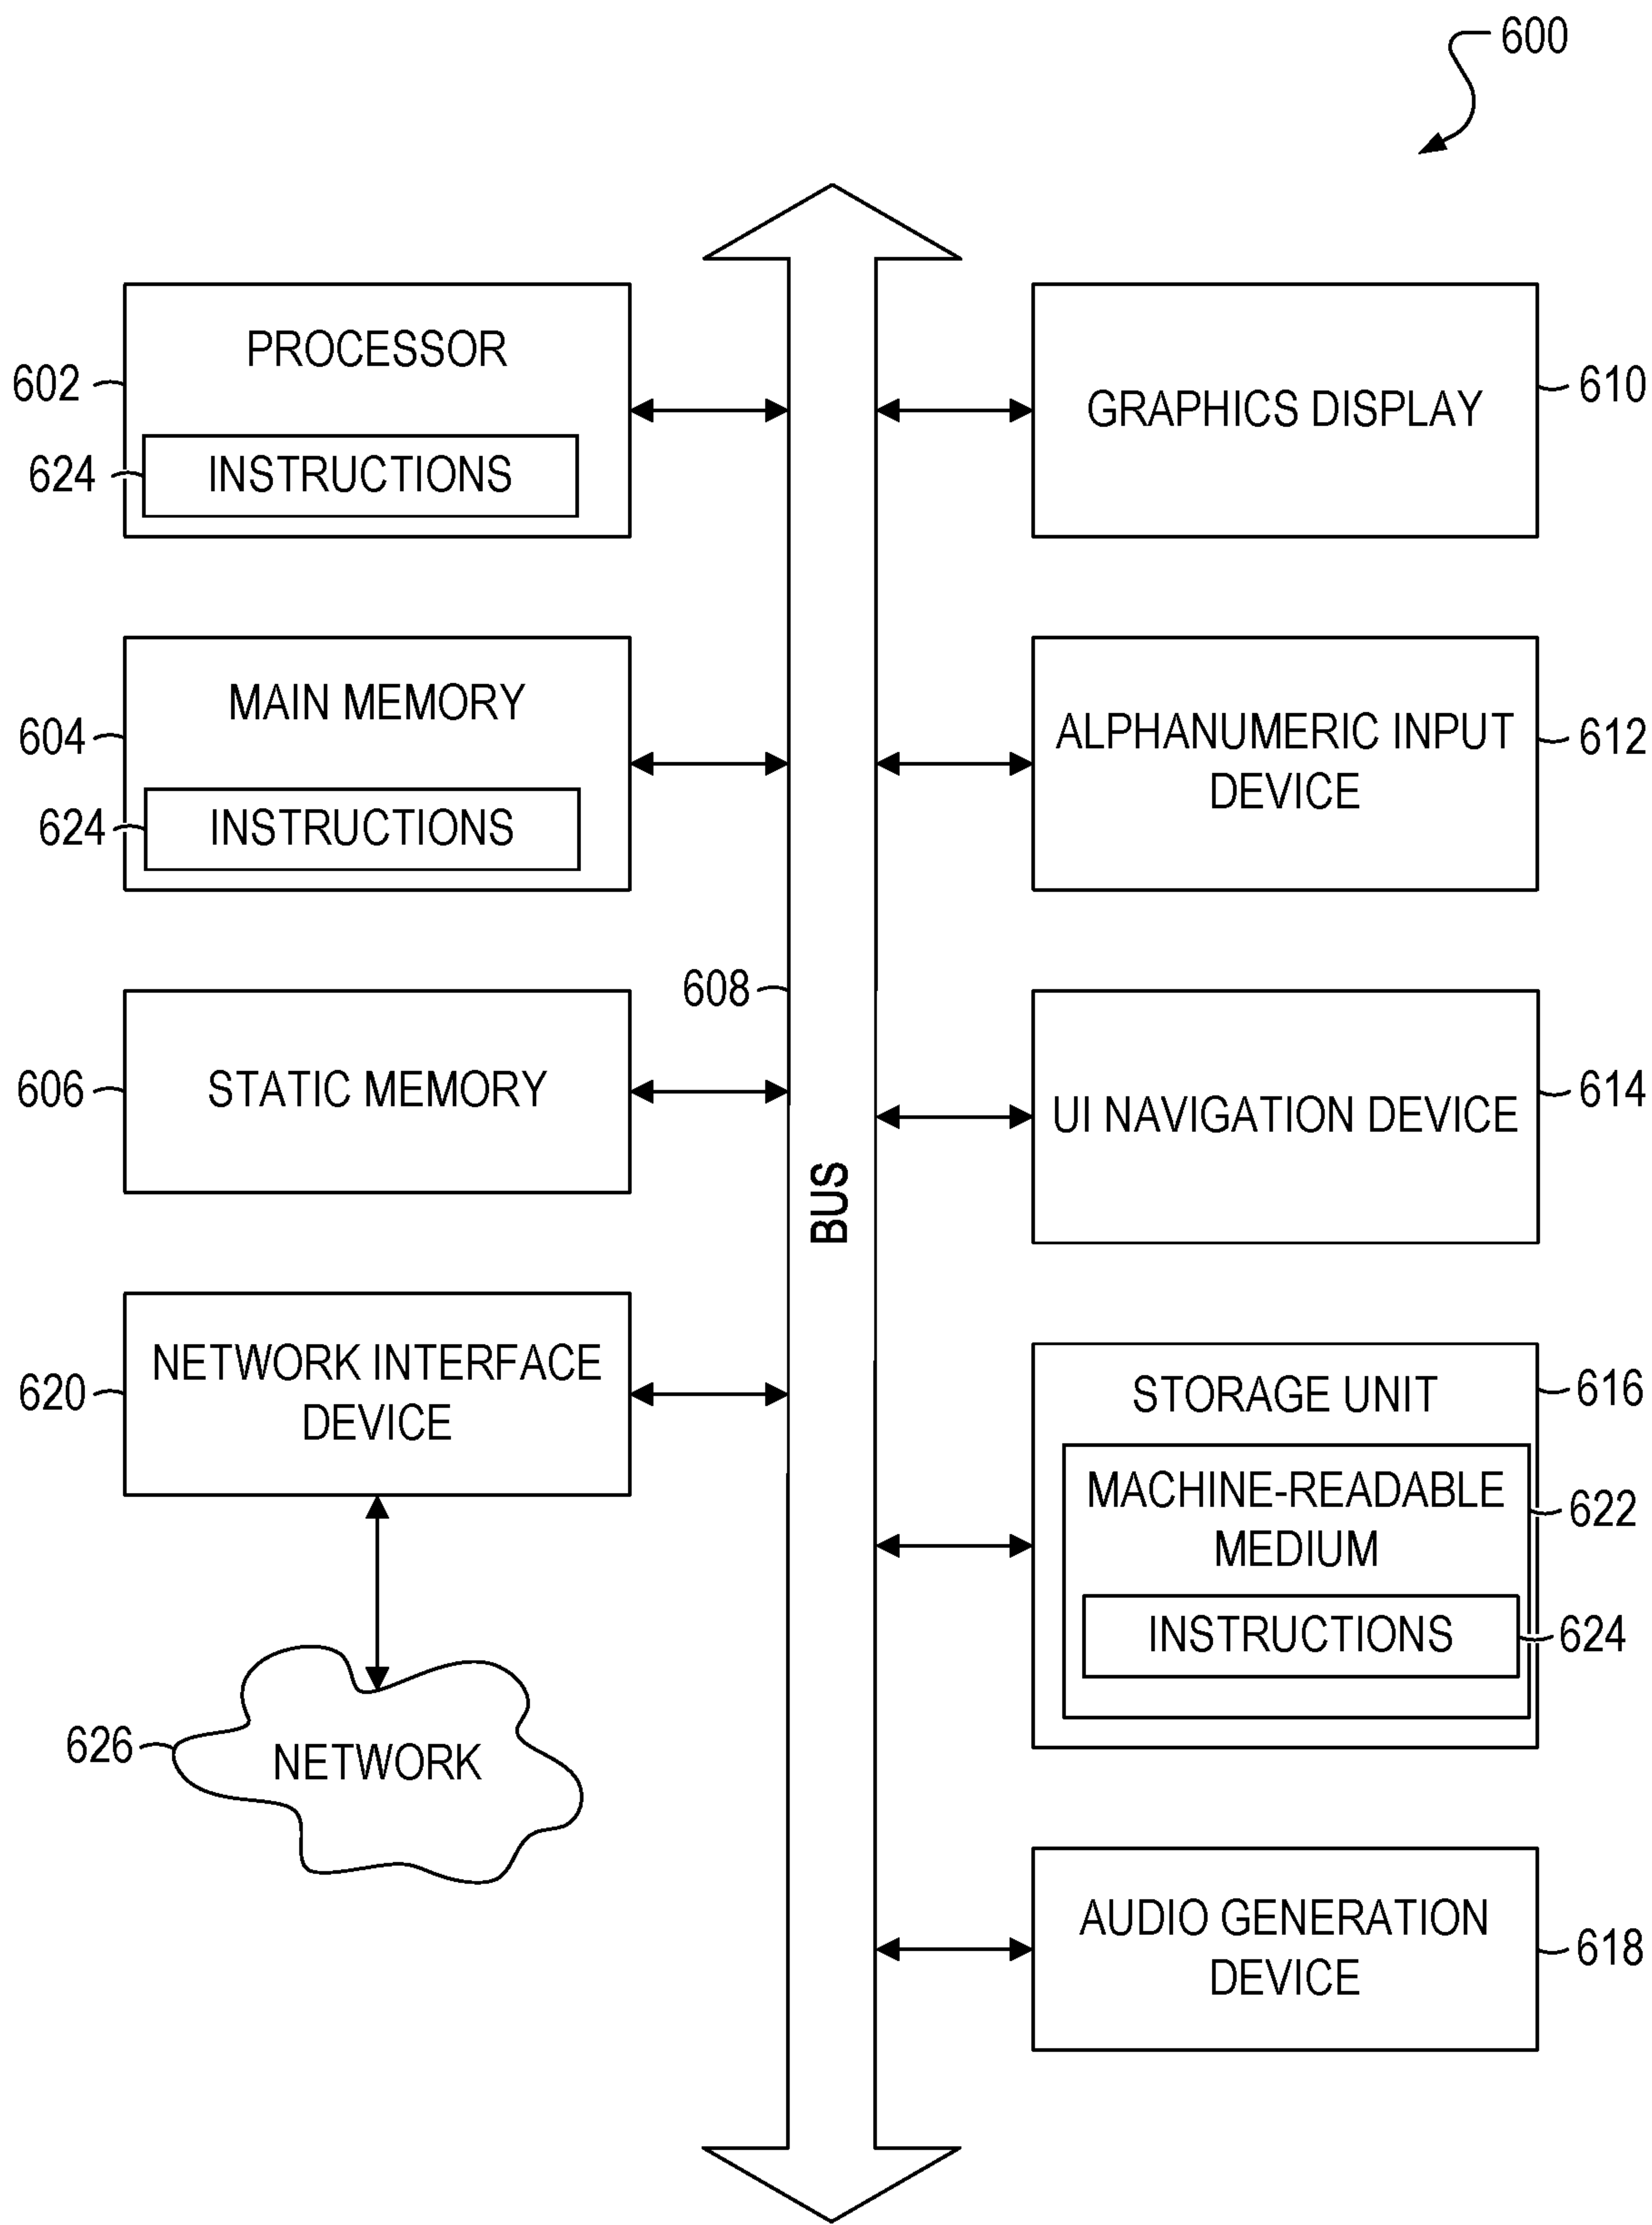 600
PROCESSOR
602
624
INSTRUCTIONS
GRAPHICS DISPLAY
610
MAIN MEMORY
604
624
INSTRUCTIONS
ALPHANUMERIC INPUT
DEVICE
612
608
STATIC MEMORY
606
BUS
UI NAVIGATION DEVICE
614
NETWORK INTERFACE
DEVICE
620
STORAGE UNIT
616
MACHINE-READABLE
MEDIUM
622
INSTRUCTIONS
624
626
NETWORK
AUDIO GENERATION
DEVICE
618